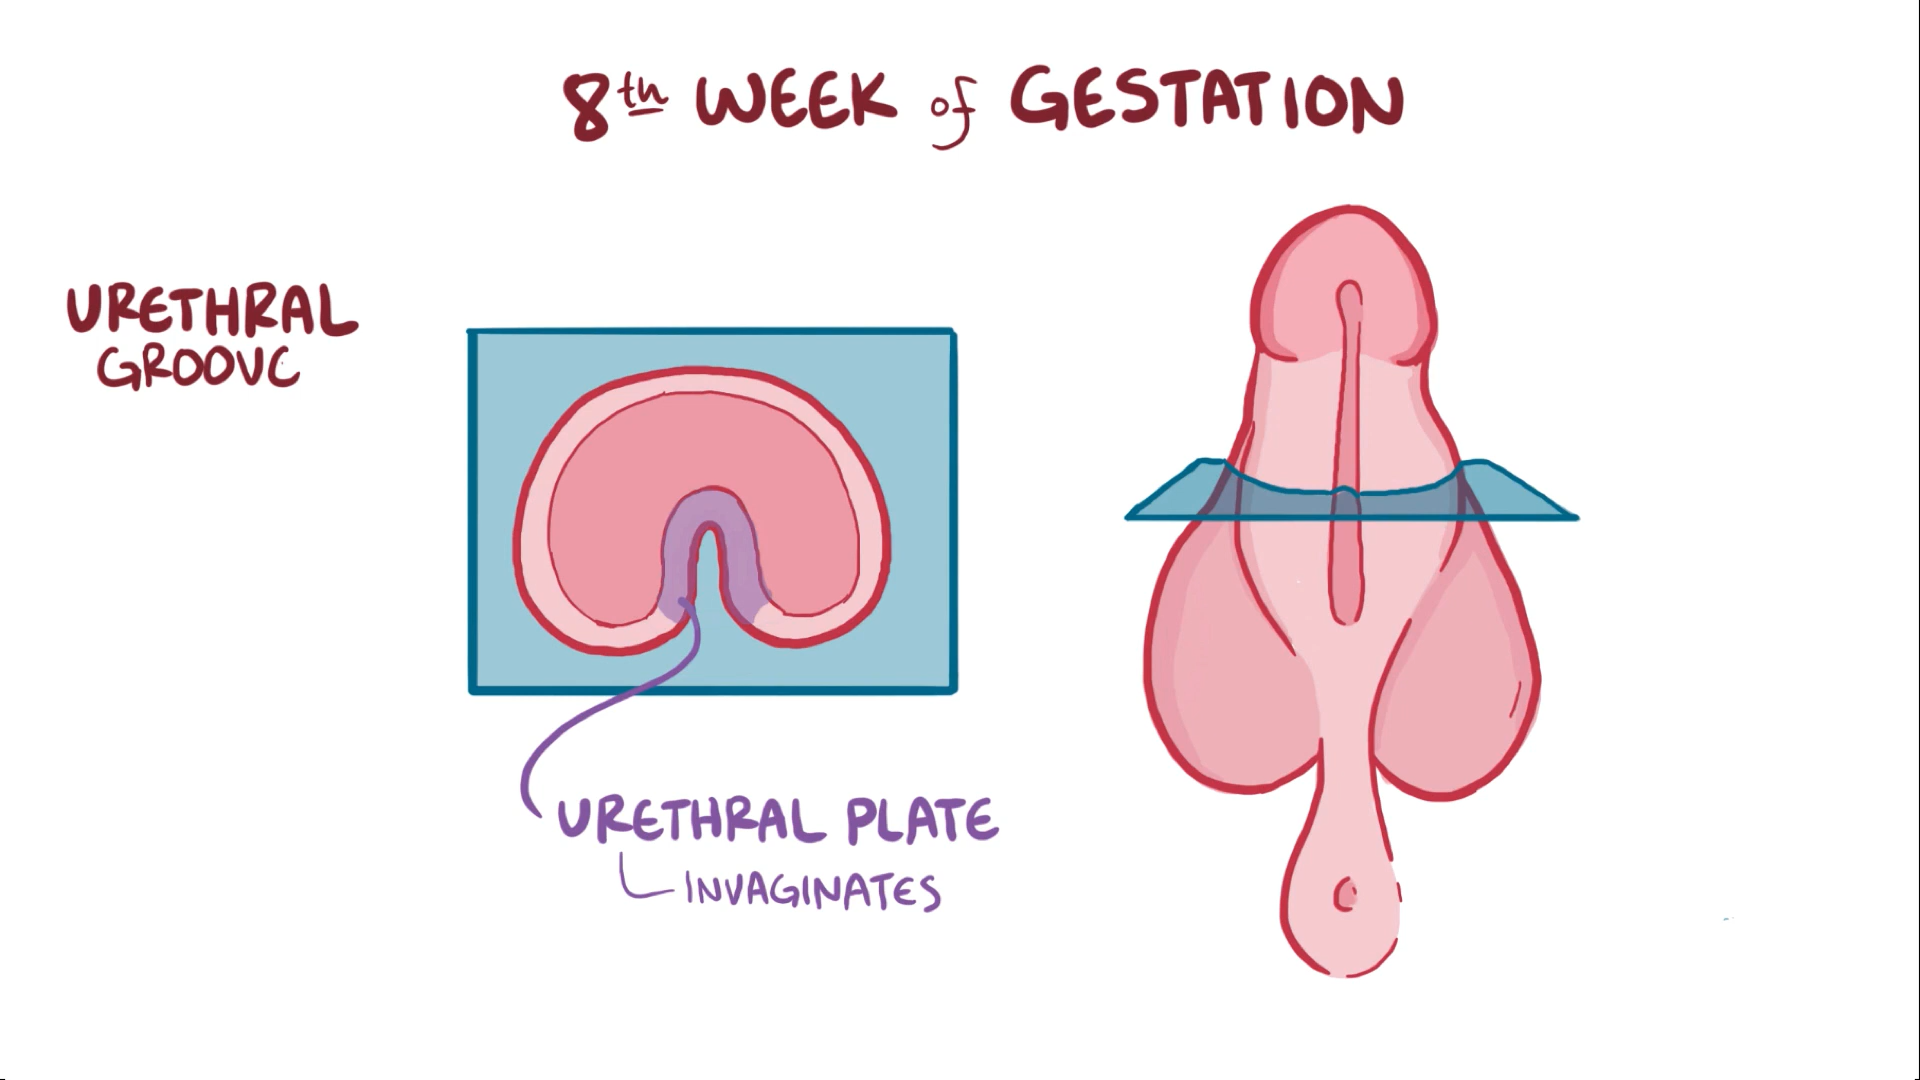 8th WEEK of GESTATION
URETHRAL
GROOVC
URETHRAL PLATE
INVAGINATES